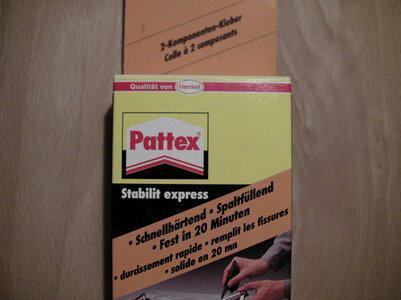 2-Komponenten-Kleber
Colle à 2 composants
Qualität von Henkel
Pattex®
Stabilit express
• Schnellhärtend • Spaltfüllend
• Fest in 20 Minuten
• durcissement rapide • remplit les fissures
• solide en 20 mn